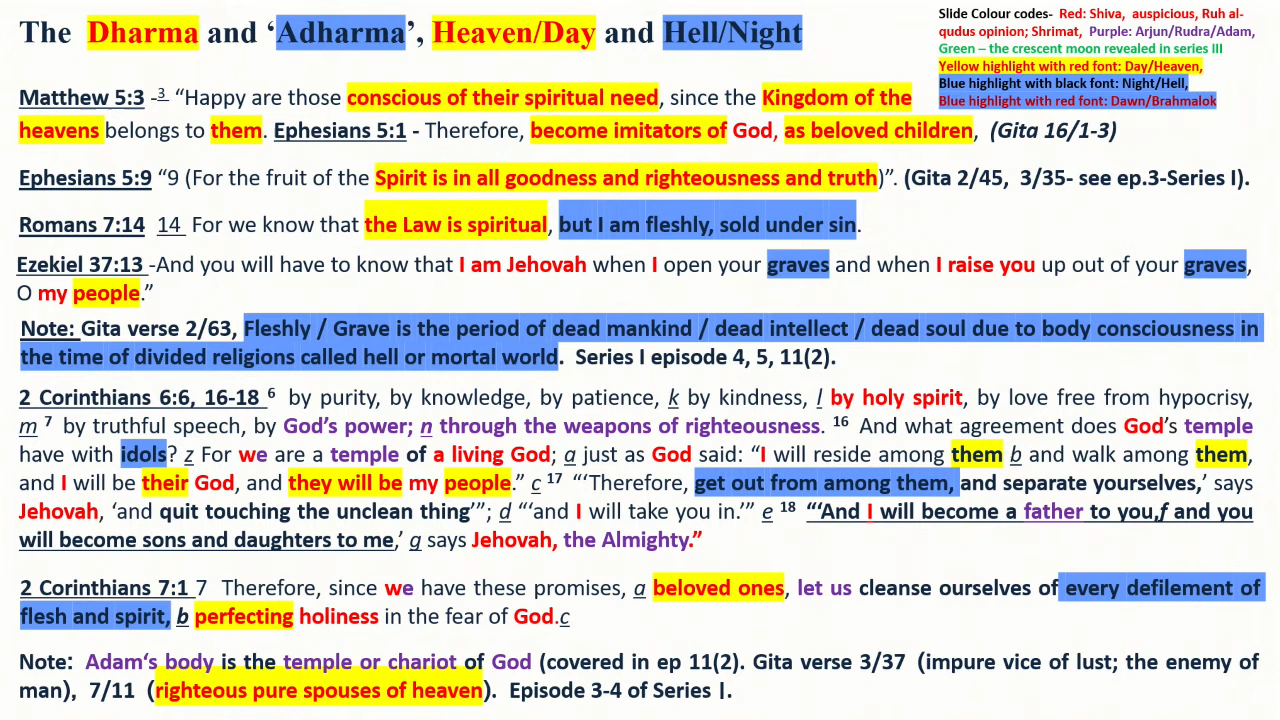 The Dharma and ‘Adharma’, Heaven/Day and Hell/Night
Slide Colour codes- Red: Shiva, auspicious, Ruh al-
qudus opinion; Shrimat, Purple: Arjun/Rudra/Adam,
Green – the crescent moon revealed in series III
Yellow highlight with red font: Day/Heaven,
Blue highlight with black font: Night/Hell,
Blue highlight with red font: Dawn/Brahmalok
Matthew 5:3 -3 “Happy are those conscious of their spiritual need, since the Kingdom of the
heavens belongs to them. Ephesians 5:1 - Therefore, become imitators of God, as beloved children, (Gita 16/1-3)
Ephesians 5:9 “9 (For the fruit of the Spirit is in all goodness and righteousness and truth)”. (Gita 2/45, 3/35- see ep.3-Series I).
Romans 7:14 14 For we know that the Law is spiritual, but I am fleshly, sold under sin.
Ezekiel 37:13 -And you will have to know that I am Jehovah when I open your graves and when I raise you up out of your graves,
O my people.”
Note: Gita verse 2/63, Fleshly / Grave is the period of dead mankind / dead intellect / dead soul due to body consciousness in
the time of divided religions called hell or mortal world. Series I episode 4, 5, 11(2).
2 Corinthians 6:6, 16-18 6 by purity, by knowledge, by patience, k by kindness, l by holy spirit, by love free from hypocrisy,
m 7 by truthful speech, by God’s power; n through the weapons of righteousness. 16 And what agreement does God’s temple
have with idols? z For we are a temple of a living God; a just as God said: “I will reside among them b and walk among them,
and I will be their God, and they will be my people.” c 17 “‘Therefore, get out from among them, and separate yourselves,’ says
Jehovah, ‘and quit touching the unclean thing’”; d “‘and I will take you in.’” e 18 “‘And I will become a father to you,f and you
will become sons and daughters to me,’ g says Jehovah, the Almighty.”
2 Corinthians 7:1 7 Therefore, since we have these promises, a beloved ones, let us cleanse ourselves of every defilement of
flesh and spirit, b perfecting holiness in the fear of God.c
Note: Adam‘s body is the temple or chariot of God (covered in ep 11(2). Gita verse 3/37 (impure vice of lust; the enemy of
man), 7/11 (righteous pure spouses of heaven). Episode 3-4 of Series I.